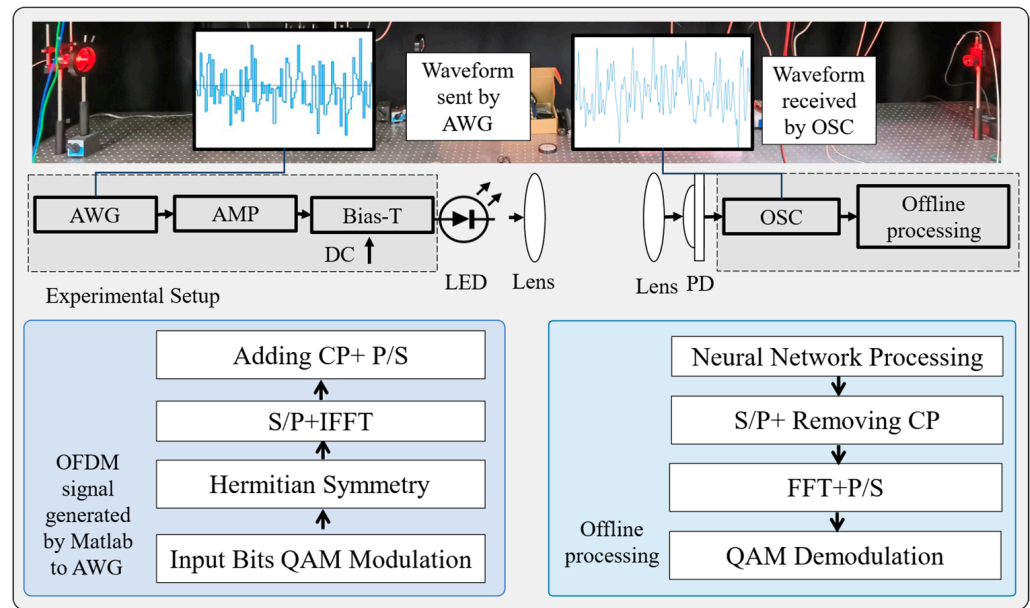 Waveform
sent by
AWG
Waveform
received
by OSC
AWG
AMP
Bias-T
DC
LED
Lens
Lens
PD
OSC
Offline
processing
Experimental Setup
Adding CP+ P/S
S/P+IFFT
Hermitian Symmetry
Input Bits QAM Modulation
OFDM
signal
generated
by Matlab
to AWG
Neural Network Processing
S/P+ Removing CP
FFT+P/S
QAM Demodulation
Offline
processing